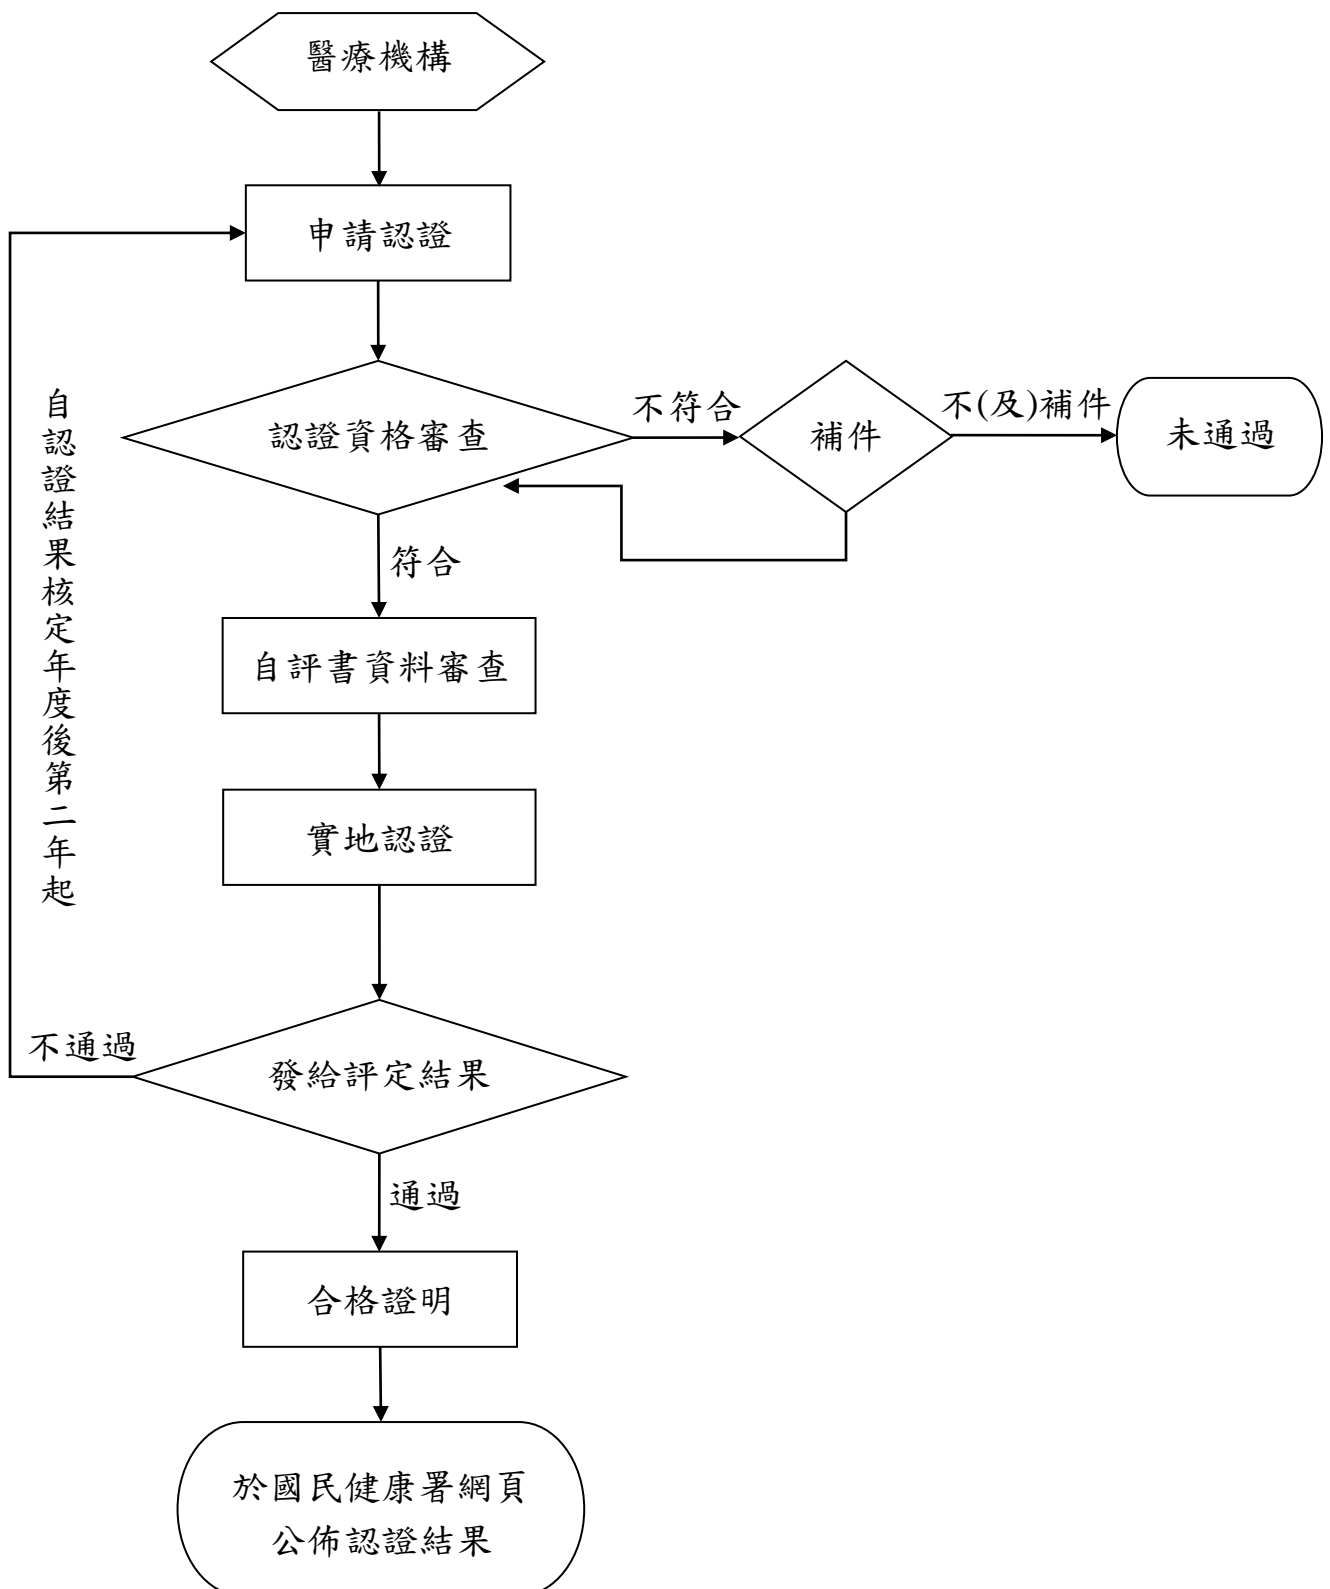 醫療機構
申請認證
認證資格審查
不符合
補件
不(及)補件
未通過
符合
自評書資料審查
實地認證
發給評定結果
不通過
自認證結果核定年度後第二年起
通過
合格證明
於國民健康署網頁
公佈認證結果